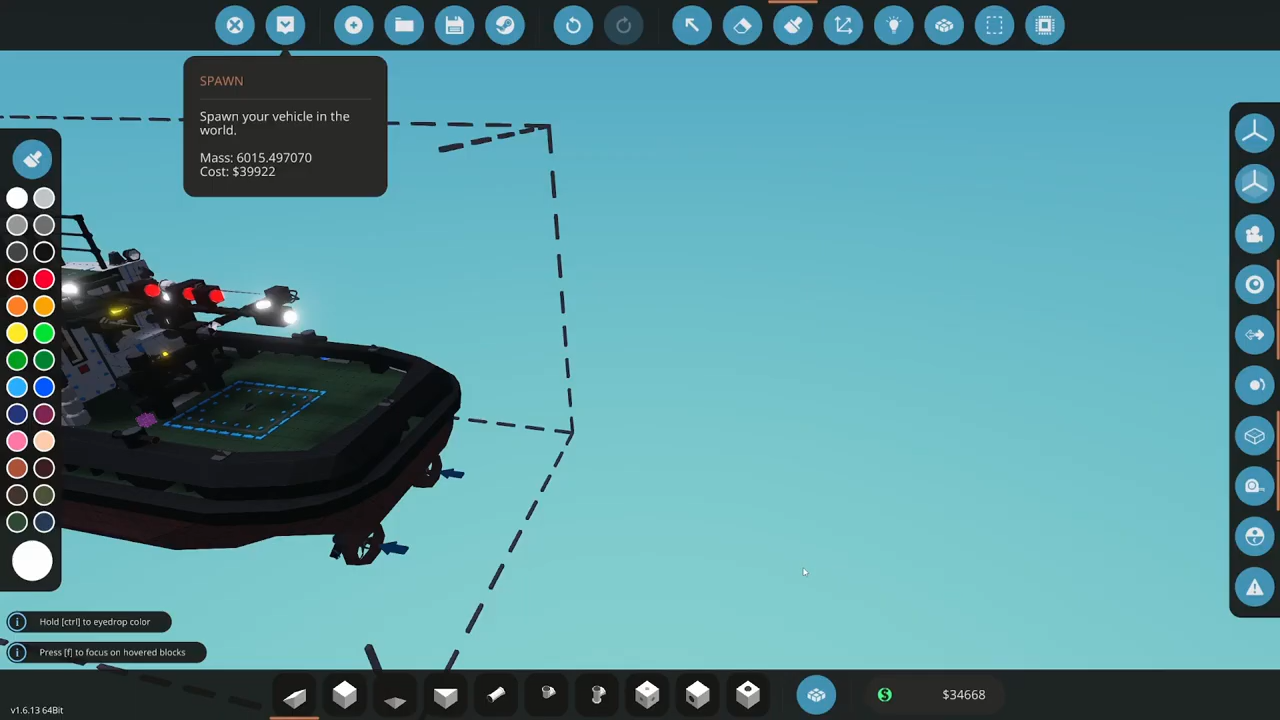 SPAWN
Spawn your vehicle in the
world.
Mass: 6015.497070
Cost: $39922
Hold [ctrl] to eyedrop color
Press [f] to focus on hovered blocks
v1.6.13 64Bit
$34668